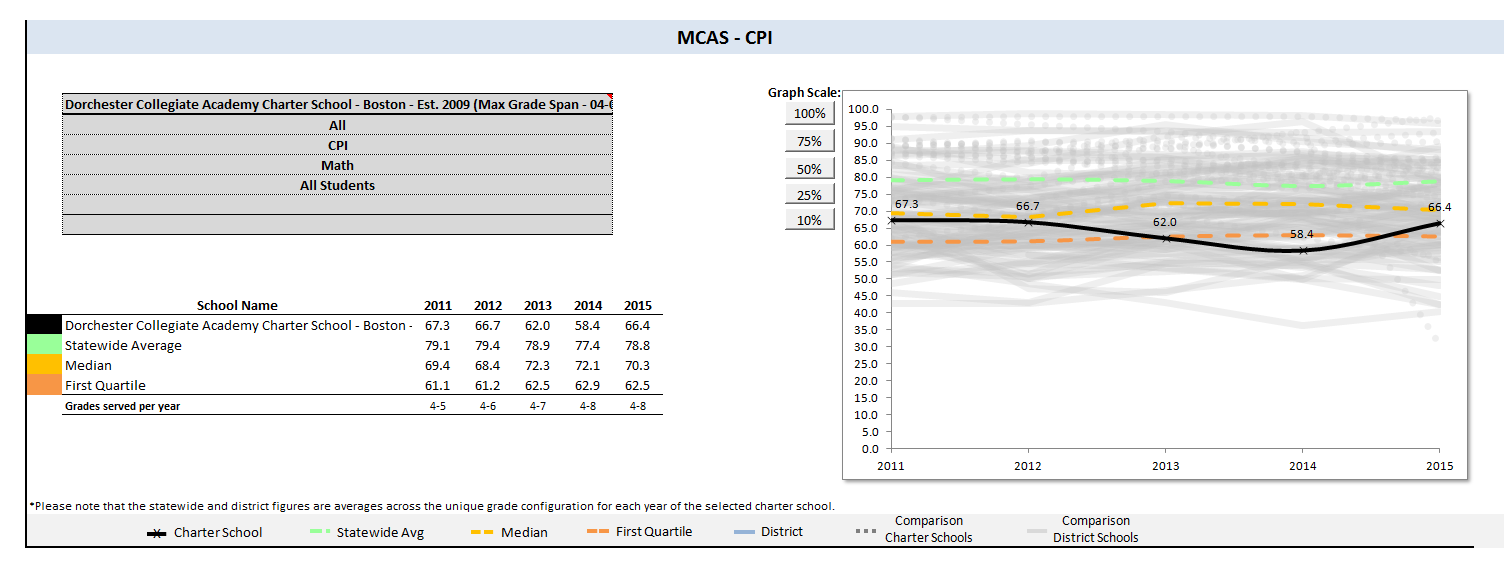 MCAS - CPI
Dorchester Collegiate Academy Charter School - Boston - Est. 2009 (Max Grade Span - 04-
All
CPI
Math
All Students
School Name 2011 2012 2013 2014 2015
Dorchester Collegiate Academy Charter School - Boston - 67.3 66.7 62.0 58.4 66.4
Statewide Average 79.1 79.4 78.9 77.4 78.8
Median 69.4 68.4 72.3 72.1 70.3
First Quartile 61.1 61.2 62.5 62.9 62.5
Grades served per year 4-5 4-6 4-7 4-8 4-8
Graph Scale:
100%
75%
50%
25%
10%
100.0
95.0
90.0
85.0
80.0
75.0
70.0
65.0
60.0
55.0
50.0
45.0
40.0
35.0
30.0
25.0
20.0
15.0
10.0
5.0
0.0
67.3 66.7 62.0 58.4 66.4
2011 2012 2013 2014 2015
*Please note that the statewide and district figures are averages across the unique grade configuration for each year of the selected charter school.
Charter School
Statewide Avg
Median
First Quartile
District
Comparison
Charter Schools
Comparison
District Schools